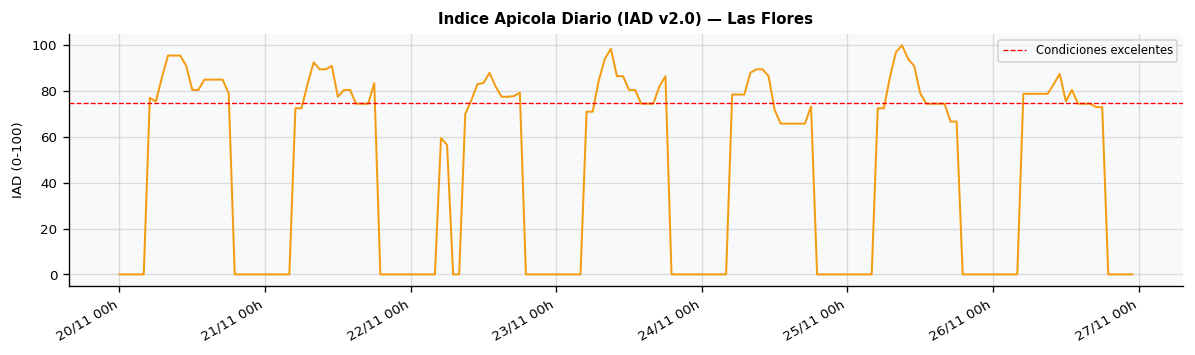 Indice Apicola Diario (IAD v2.0) — Las Flores
Condiciones excelentes
IAD (0-100)
100
80
60
40
20
0
20/11 00h
21/11 00h
22/11 00h
23/11 00h
24/11 00h
25/11 00h
26/11 00h
27/11 00h